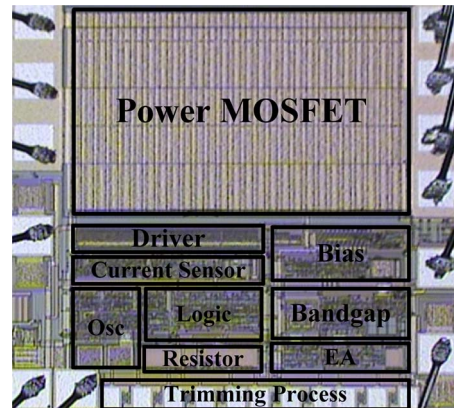 Power MOSFET
Driver
Bias
Current Sensor
Osc
Logic
Bandgap
Resistor
EA
Trimming Process